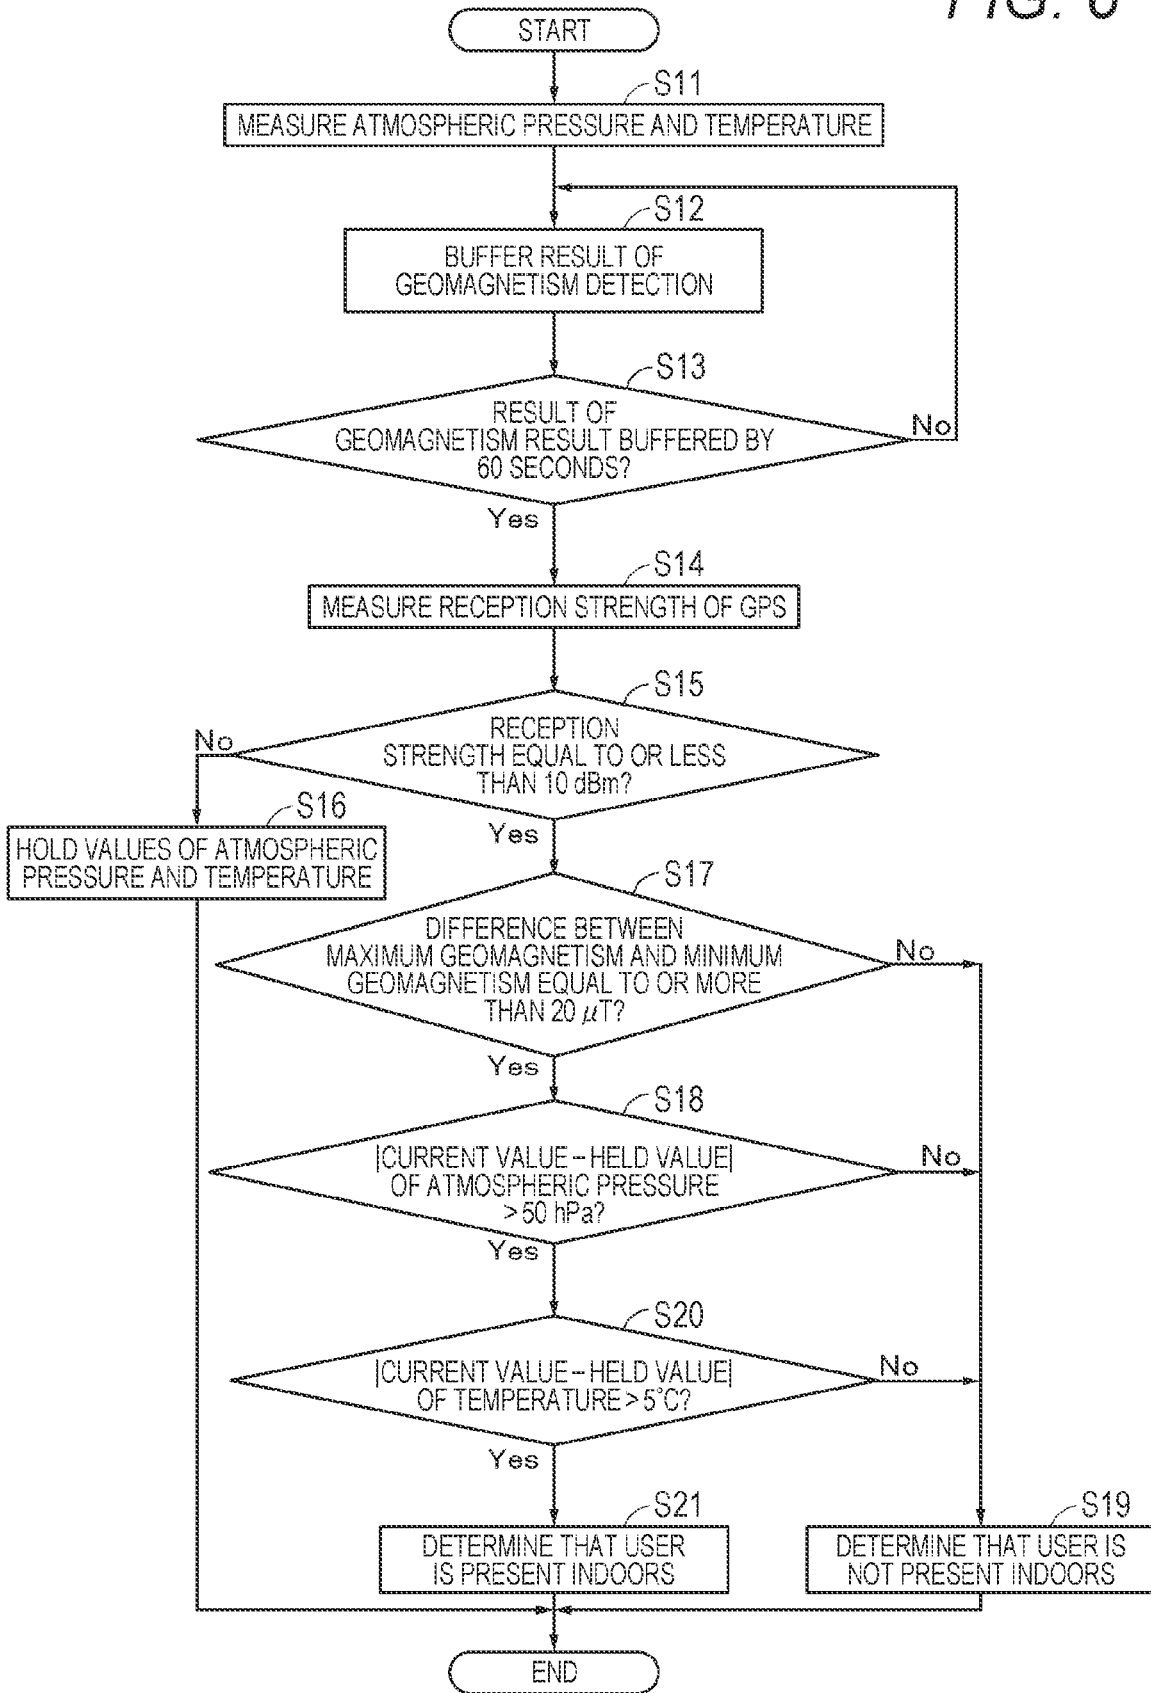 FIG. 6
START
S11
MEASURE ATMOSPHERIC PRESSURE AND TEMPERATURE
S12
BUFFER RESULT OF
GEOMAGNETISM DETECTION
S13
RESULT OF
GEOMAGNETISM RESULT BUFFERED BY
60 SECONDS?
No
Yes
S14
MEASURE RECEPTION STRENGTH OF GPS
S15
RECEPTION
STRENGTH EQUAL TO OR LESS
THAN 10 dBm?
No
Yes
S16
HOLD VALUES OF ATMOSPHERIC
PRESSURE AND TEMPERATURE
S17
DIFFERENCE BETWEEN
MAXIMUM GEOMAGNETISM AND MINIMUM
GEOMAGNETISM EQUAL TO OR MORE
THAN 20 μT?
No
Yes
S18
|CURRENT VALUE – HELD VALUE|
OF ATMOSPHERIC PRESSURE
> 50 hPa?
No
Yes
S20
|CURRENT VALUE – HELD VALUE|
OF TEMPERATURE > 5°C?
No
Yes
S21
DETERMINE THAT USER
IS PRESENT INDOORS
S19
DETERMINE THAT USER IS
NOT PRESENT INDOORS
END